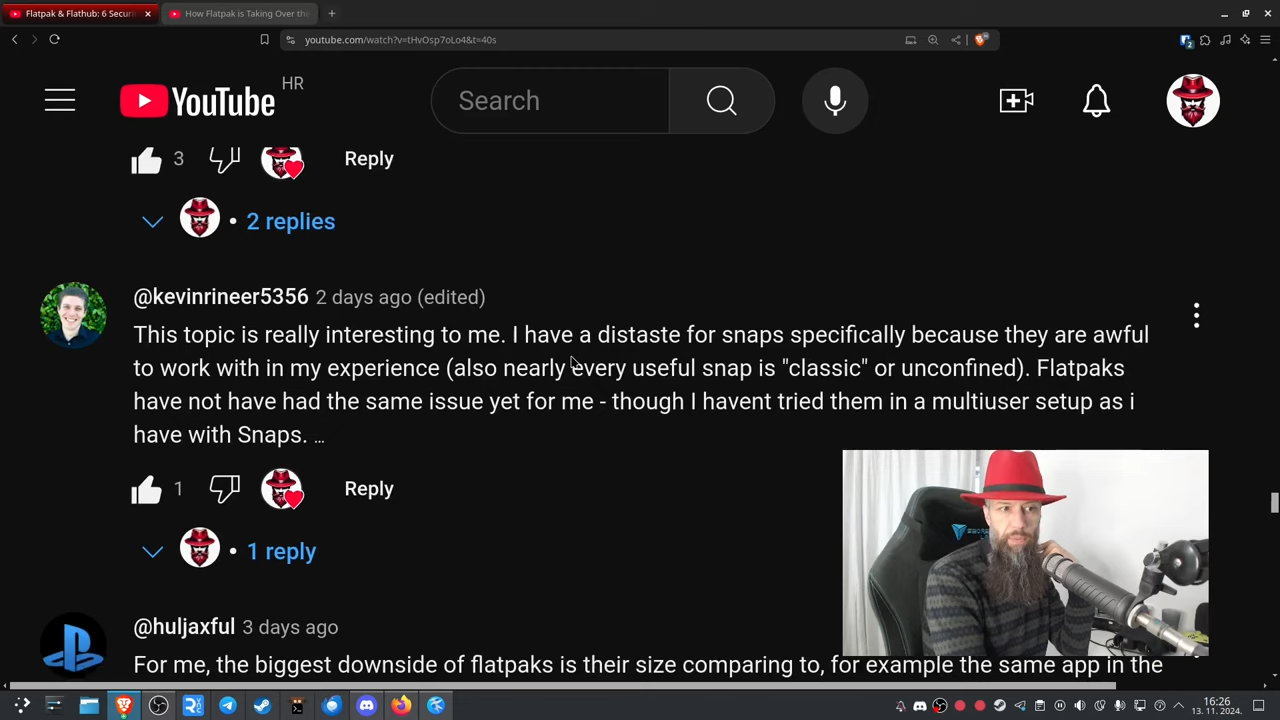 Flatpak & Flathub: 6 Securi
How Flatpak is Taking Over the
youtube.com/watch?v=tHvOsp7oLo4&t=40s
YouTube HR
Search
3
Reply
• 2 replies
@kevinrineer5356 2 days ago (edited)
This topic is really interesting to me. I have a distaste for snaps specifically because they are awful
to work with in my experience (also nearly every useful snap is "classic" or unconfined). Flatpaks
have not have had the same issue yet for me - though I havent tried them in a multiuser setup as i
have with Snaps. ...
1
Reply
• 1 reply
@huljaxful 3 days ago
For me, the biggest downside of flatpaks is their size comparing to, for example the same app in the
16:26
13. 11. 2024.